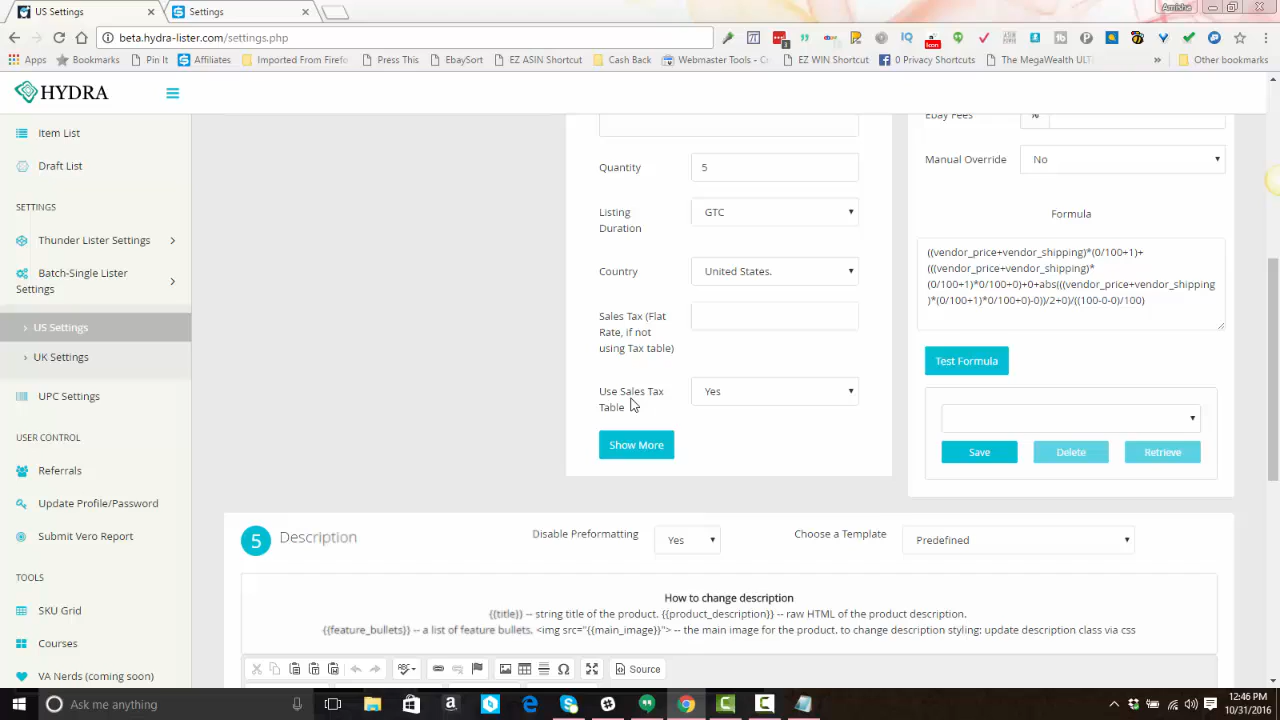 US Settings
Settings
Amisha
beta.hydra-lister.com/settings.php
Apps
Bookmarks
Pin It
Affiliates
Imported From Firefo
Press This
EbaySort
EZ ASIN Shortcut
Cash Back
Webmaster Tools - Co
EZ WIN Shortcut
0 Privacy Shortcuts
The MegaWealth ULTI
»
Other bookmarks
HYDRA
Item List
Draft List
SETTINGS
Thunder Lister Settings
Batch-Single Lister
Settings
US Settings
UK Settings
UPC Settings
USER CONTROL
Referrals
Update Profile/Password
Submit Vero Report
TOOLS
SKU Grid
Courses
VA Nerds (coming soon)
Quantity
5
Listing
Duration
GTC
Country
United States.
Sales Tax (Flat
Rate, if not
using Tax table)
Use Sales Tax
Table
Yes
Show More
Ebay Fees
%
Manual Override
No
Formula
((vendor_price+vendor_shipping)*(0/100+1)+
(((vendor_price+vendor_shipping)*
(0/100+1)*0/100+0)+0+abs(((vendor_price+vendor_shipping
)*(0/100+1)*0/100+0)-0))/2+0)/((100-0-0)/100)
Test Formula
Save
Delete
Retrieve
5
Description
Disable Preformatting
Yes
Choose a Template
Predefined
How to change description
{{title}} -- string title of the product. {{product_description}} -- raw HTML of the product description.
{{feature_bullets}} -- a list of feature bullets. <img src="{{main_image}}"> -- the main image for the product. to change description styling: update description class via css
Source
Ask me anything
12:46 PM
10/31/2016